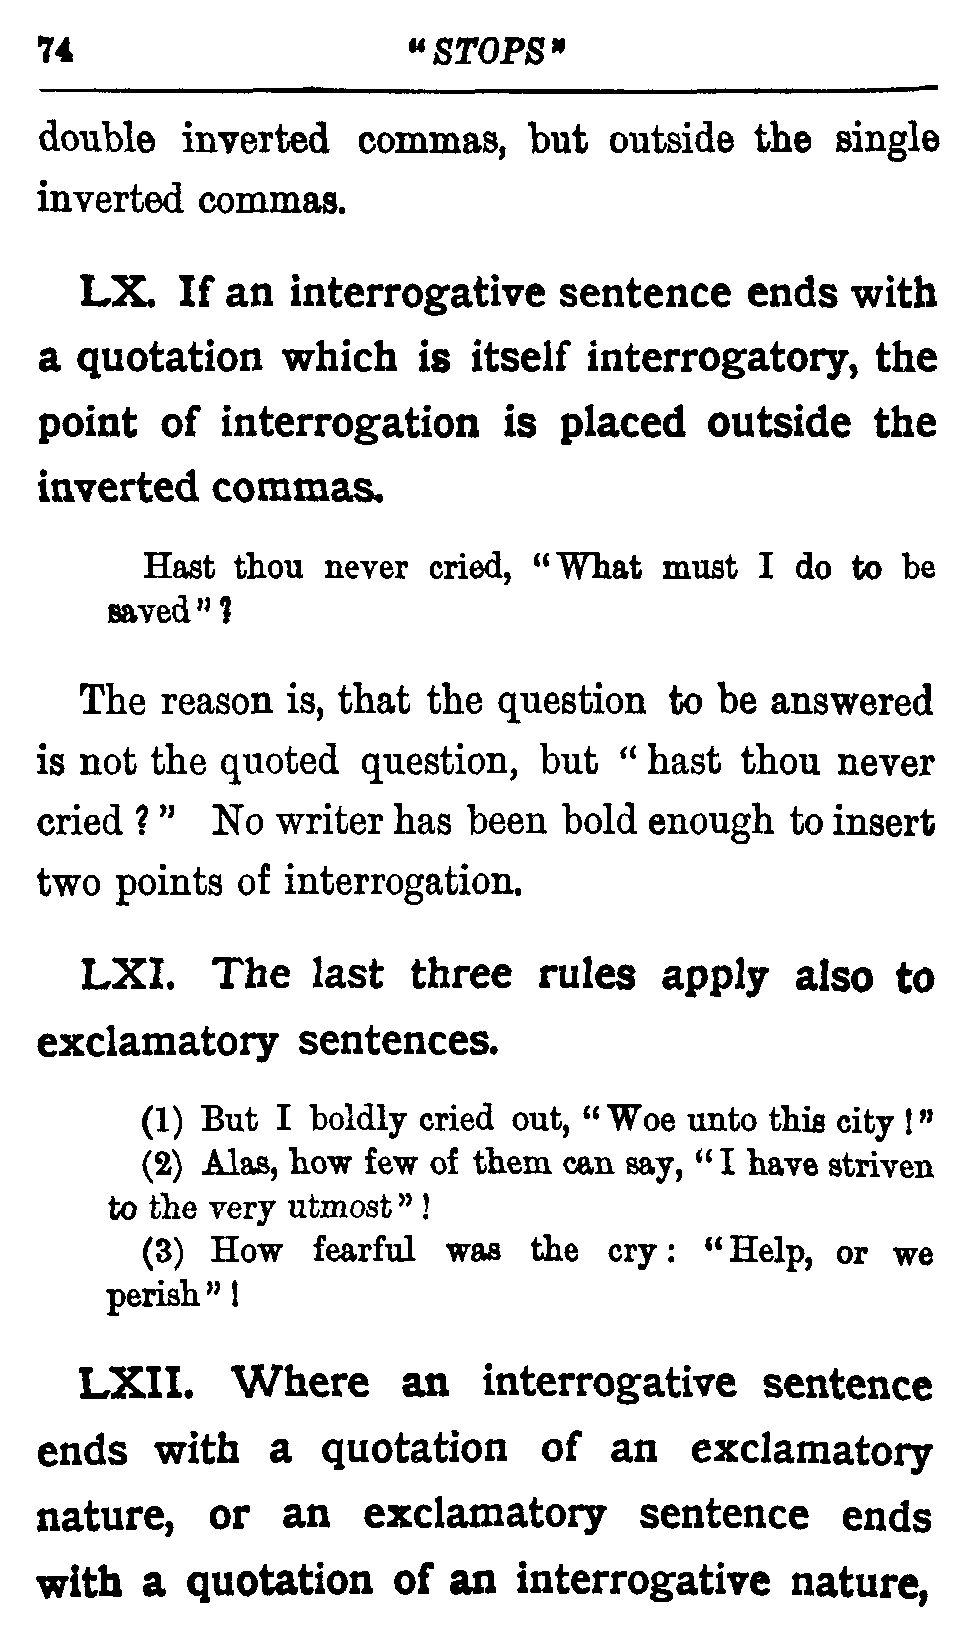 74 "STOPS"
double inverted commas, but outside the single
inverted commas.
LX. If an interrogative sentence ends with
a quotation which is itself interrogatory, the
point of interrogation is placed outside the
inverted commas.
Hast thou never cried, "What must I do to be
saved"?
The reason is, that the question to be answered
is not the quoted question, but "hast thou never
cried?" No writer has been bold enough to insert
two points of interrogation.
LXI. The last three rules apply also to
exclamatory sentences.
(1) But I boldly cried out, "Woe unto this city!"
(2) Alas, how few of them can say, "I have striven
to the very utmost"!
(3) How fearful was the cry: "Help, or we
perish"!
LXII. Where an interrogative sentence
ends with a quotation of an exclamatory
nature, or an exclamatory sentence ends
with a quotation of an interrogative nature,